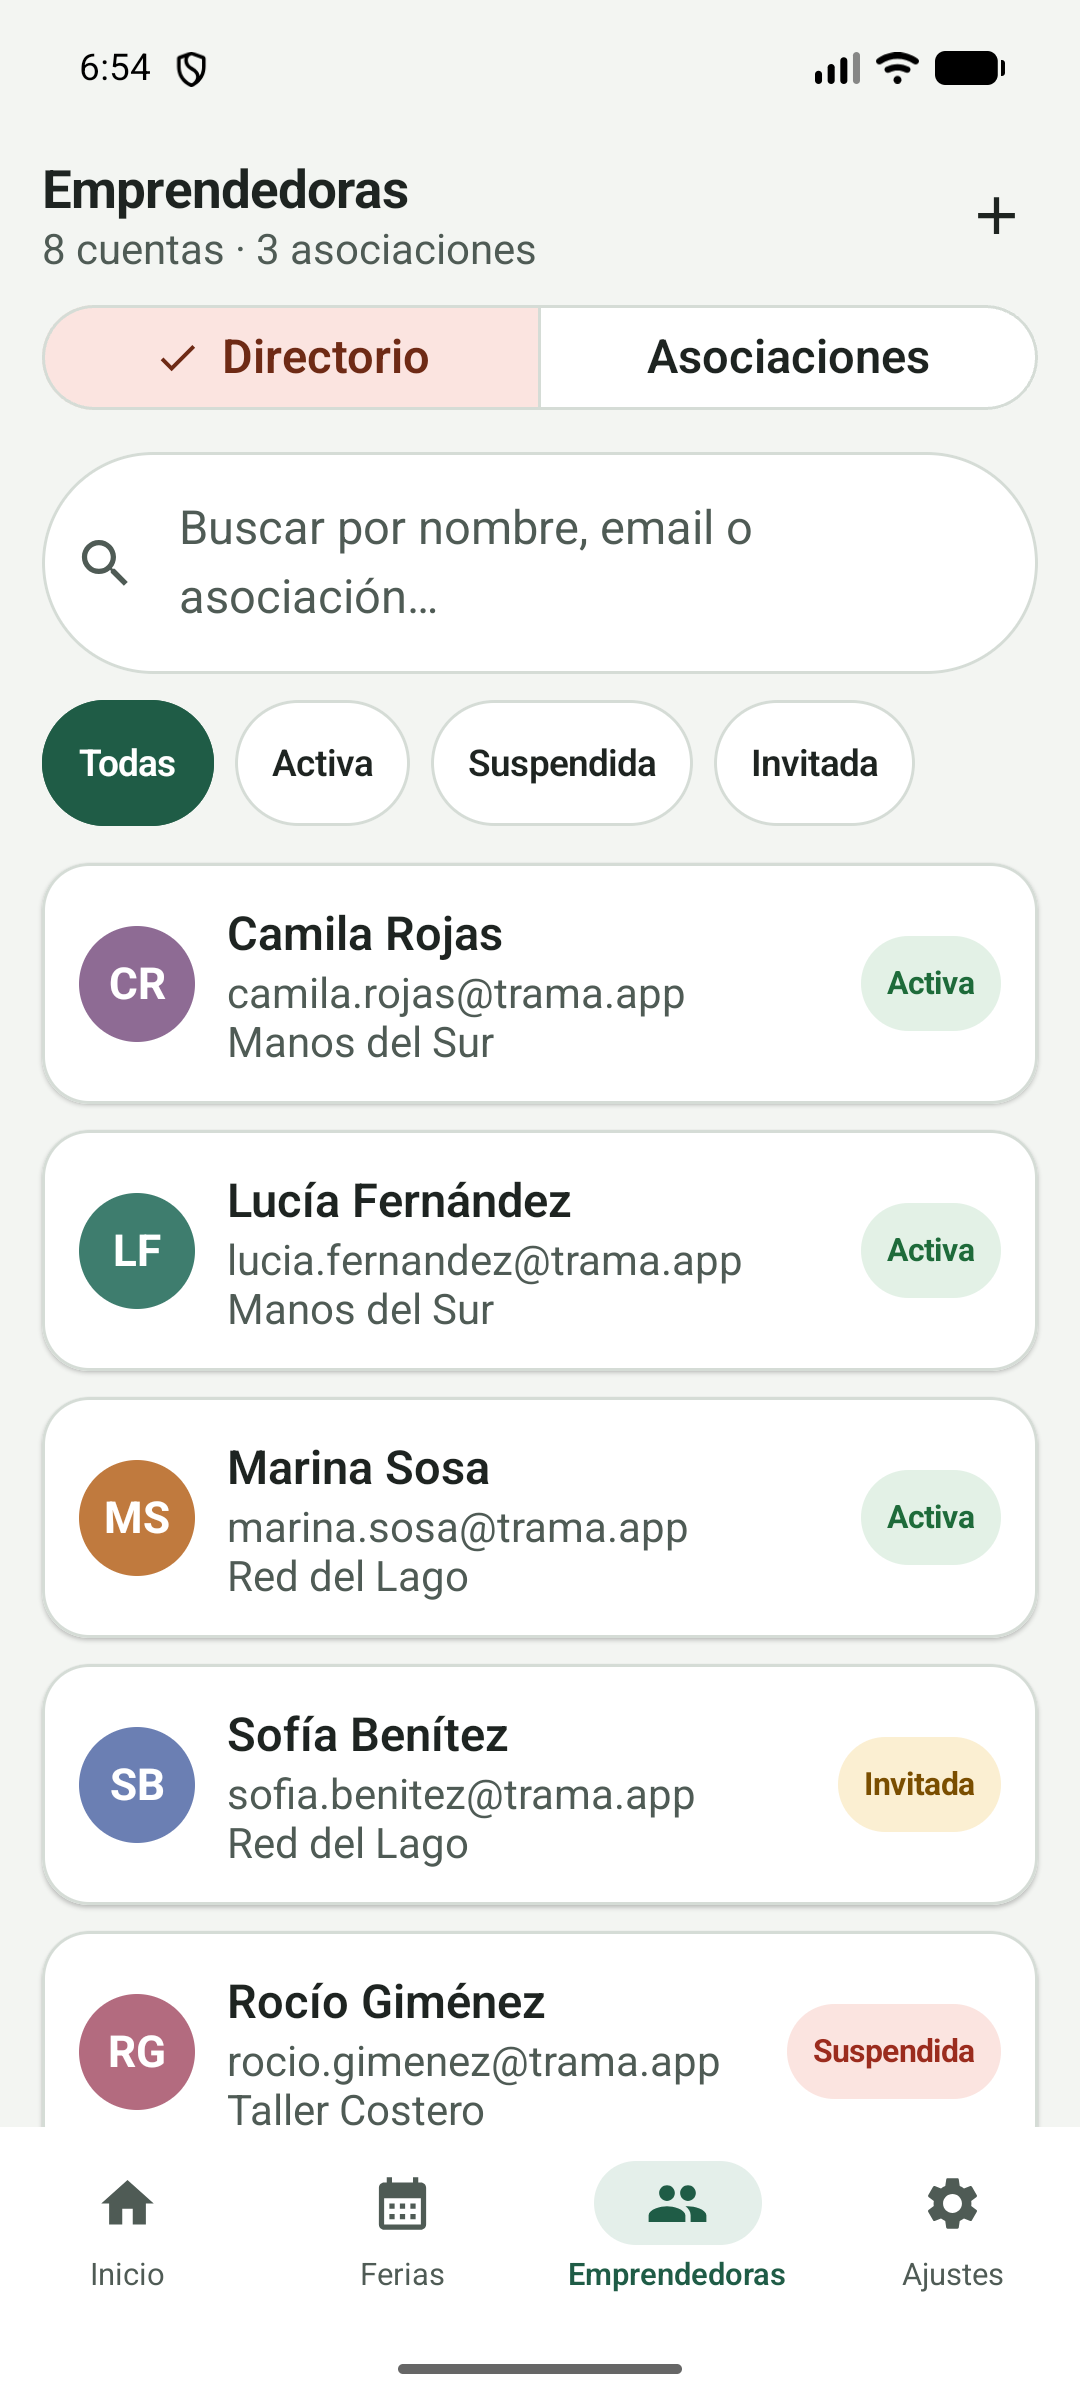 6:54
Emprendedoras
8 cuentas · 3 asociaciones
Directorio
Asociaciones
Buscar por nombre, email o
asociación…
Todas
Activa
Suspendida
Invitada
CR
Camila Rojas
camila.rojas@trama.app
Manos del Sur
Activa
LF
Lucía Fernández
lucia.fernandez@trama.app
Manos del Sur
Activa
MS
Marina Sosa
marina.sosa@trama.app
Red del Lago
Activa
SB
Sofía Benítez
sofia.benitez@trama.app
Red del Lago
Invitada
RG
Rocío Giménez
rocio.gimenez@trama.app
Taller Costero
Suspendida
Inicio
Ferias
Emprendedoras
Ajustes